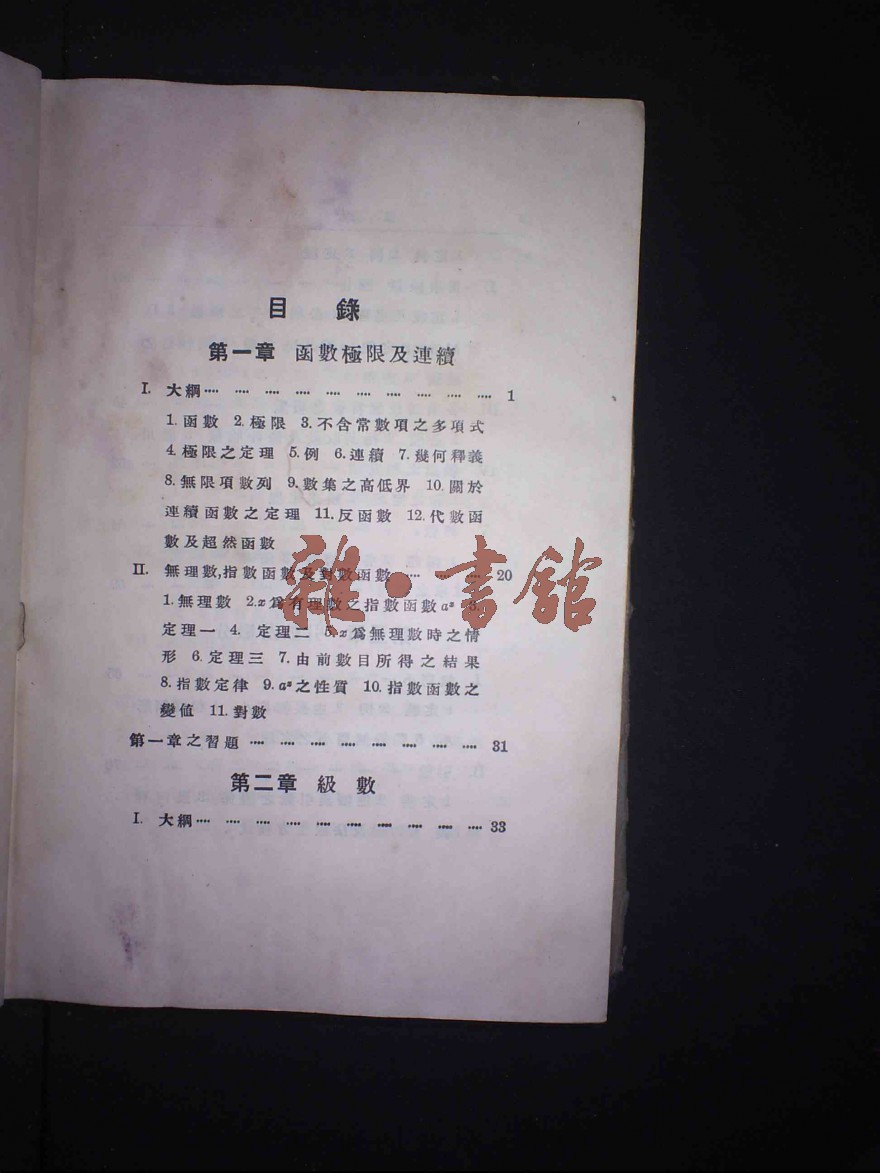 目 錄
第一章 函數極限及連續
I. 大綱 .... .... .... .... .... .... .... .... .... .... 1
1. 函數 2. 極限 3. 不含常數項之多項式
4. 極限之定理 5. 例 6. 連續 7. 幾何釋義
8. 無限項數列 9. 數集之高低界 10. 關於
連續函數之定理 11. 反函數 12. 代數函
數及超然函數
II. 無理數,指數函數及對數函數 .... .... .... 20
1. 無理數 2. x 爲有理數之指數函數 aˣ 3.
定理一 4. 定理二 5. x 爲無理數時之情
形 6. 定理三 7. 由前數目所得之結果
8. 指數定律 9. aˣ 之性質 10. 指數函數之
變值 11. 對數
第一章之習題 .... .... .... .... .... .... .... .... 31
第二章 級 數
I. 大綱 .... .... .... .... .... .... .... .... .... .... 33
雜·書館